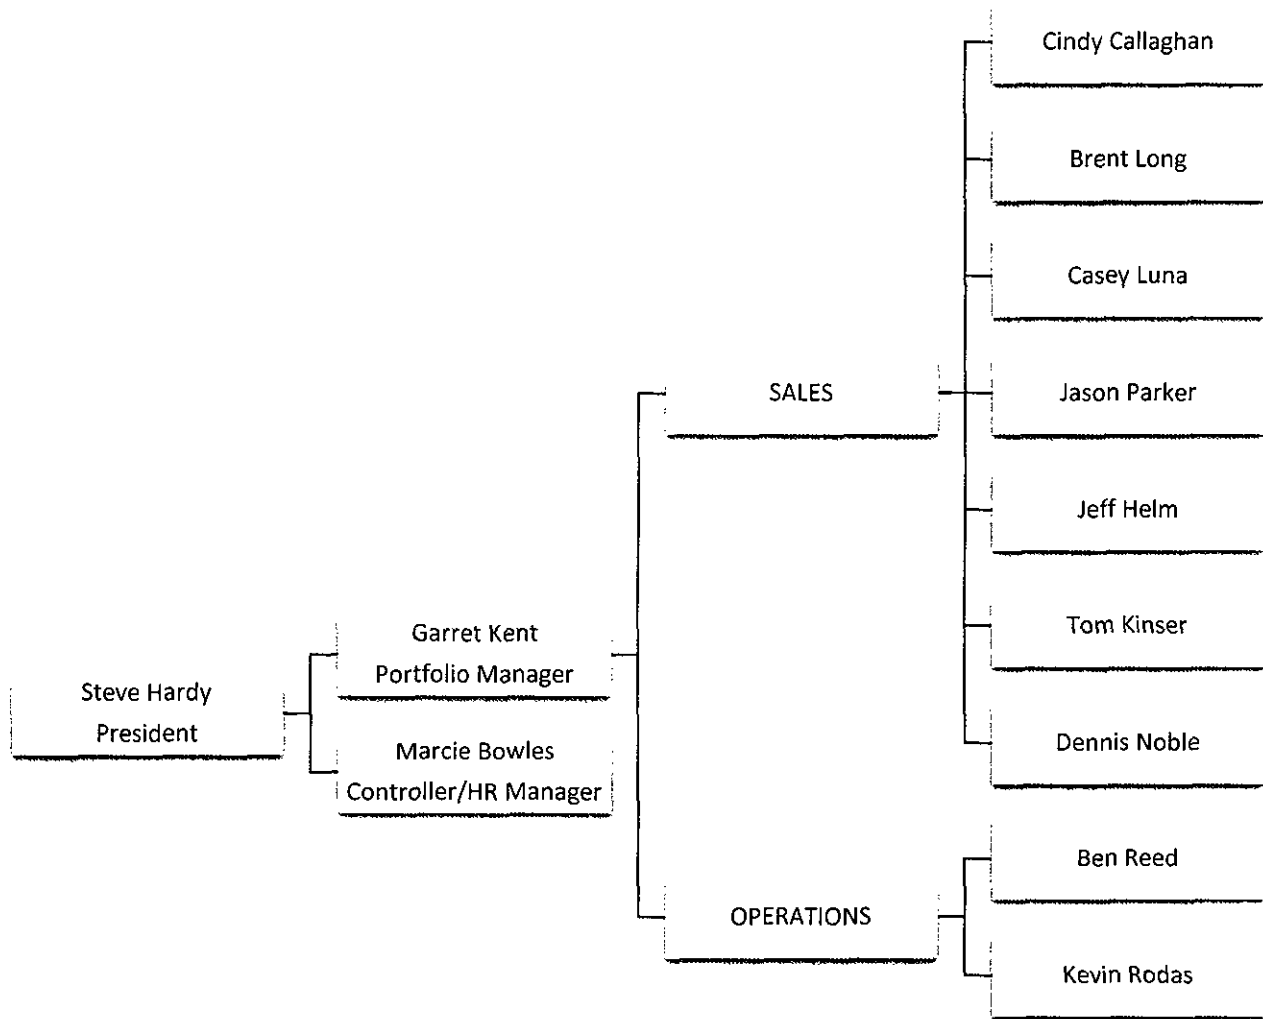 Cindy Callaghan
Brent Long
Casey Luna
SALES
Jason Parker
Jeff Helm
Garret Kent
Portfolio Manager
Tom Kinser
Steve Hardy
President
Marcie Bowles
Controller/HR Manager
Dennis Noble
Ben Reed
OPERATIONS
Kevin Rodas